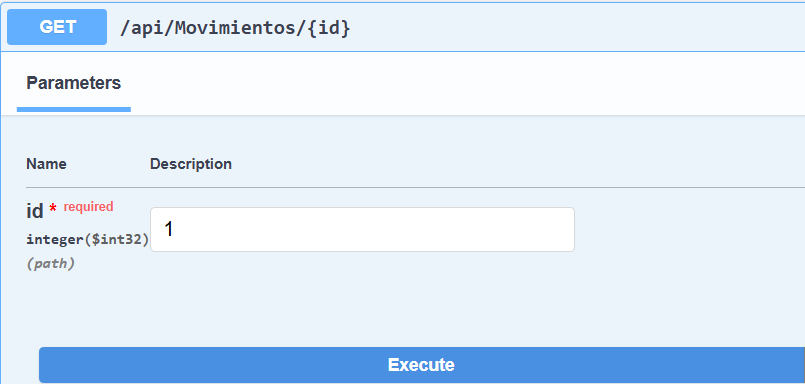 GET /api/Movimientos/{id}
Parameters
Name Description
id * required
integer($int32)
(path)
1
Execute